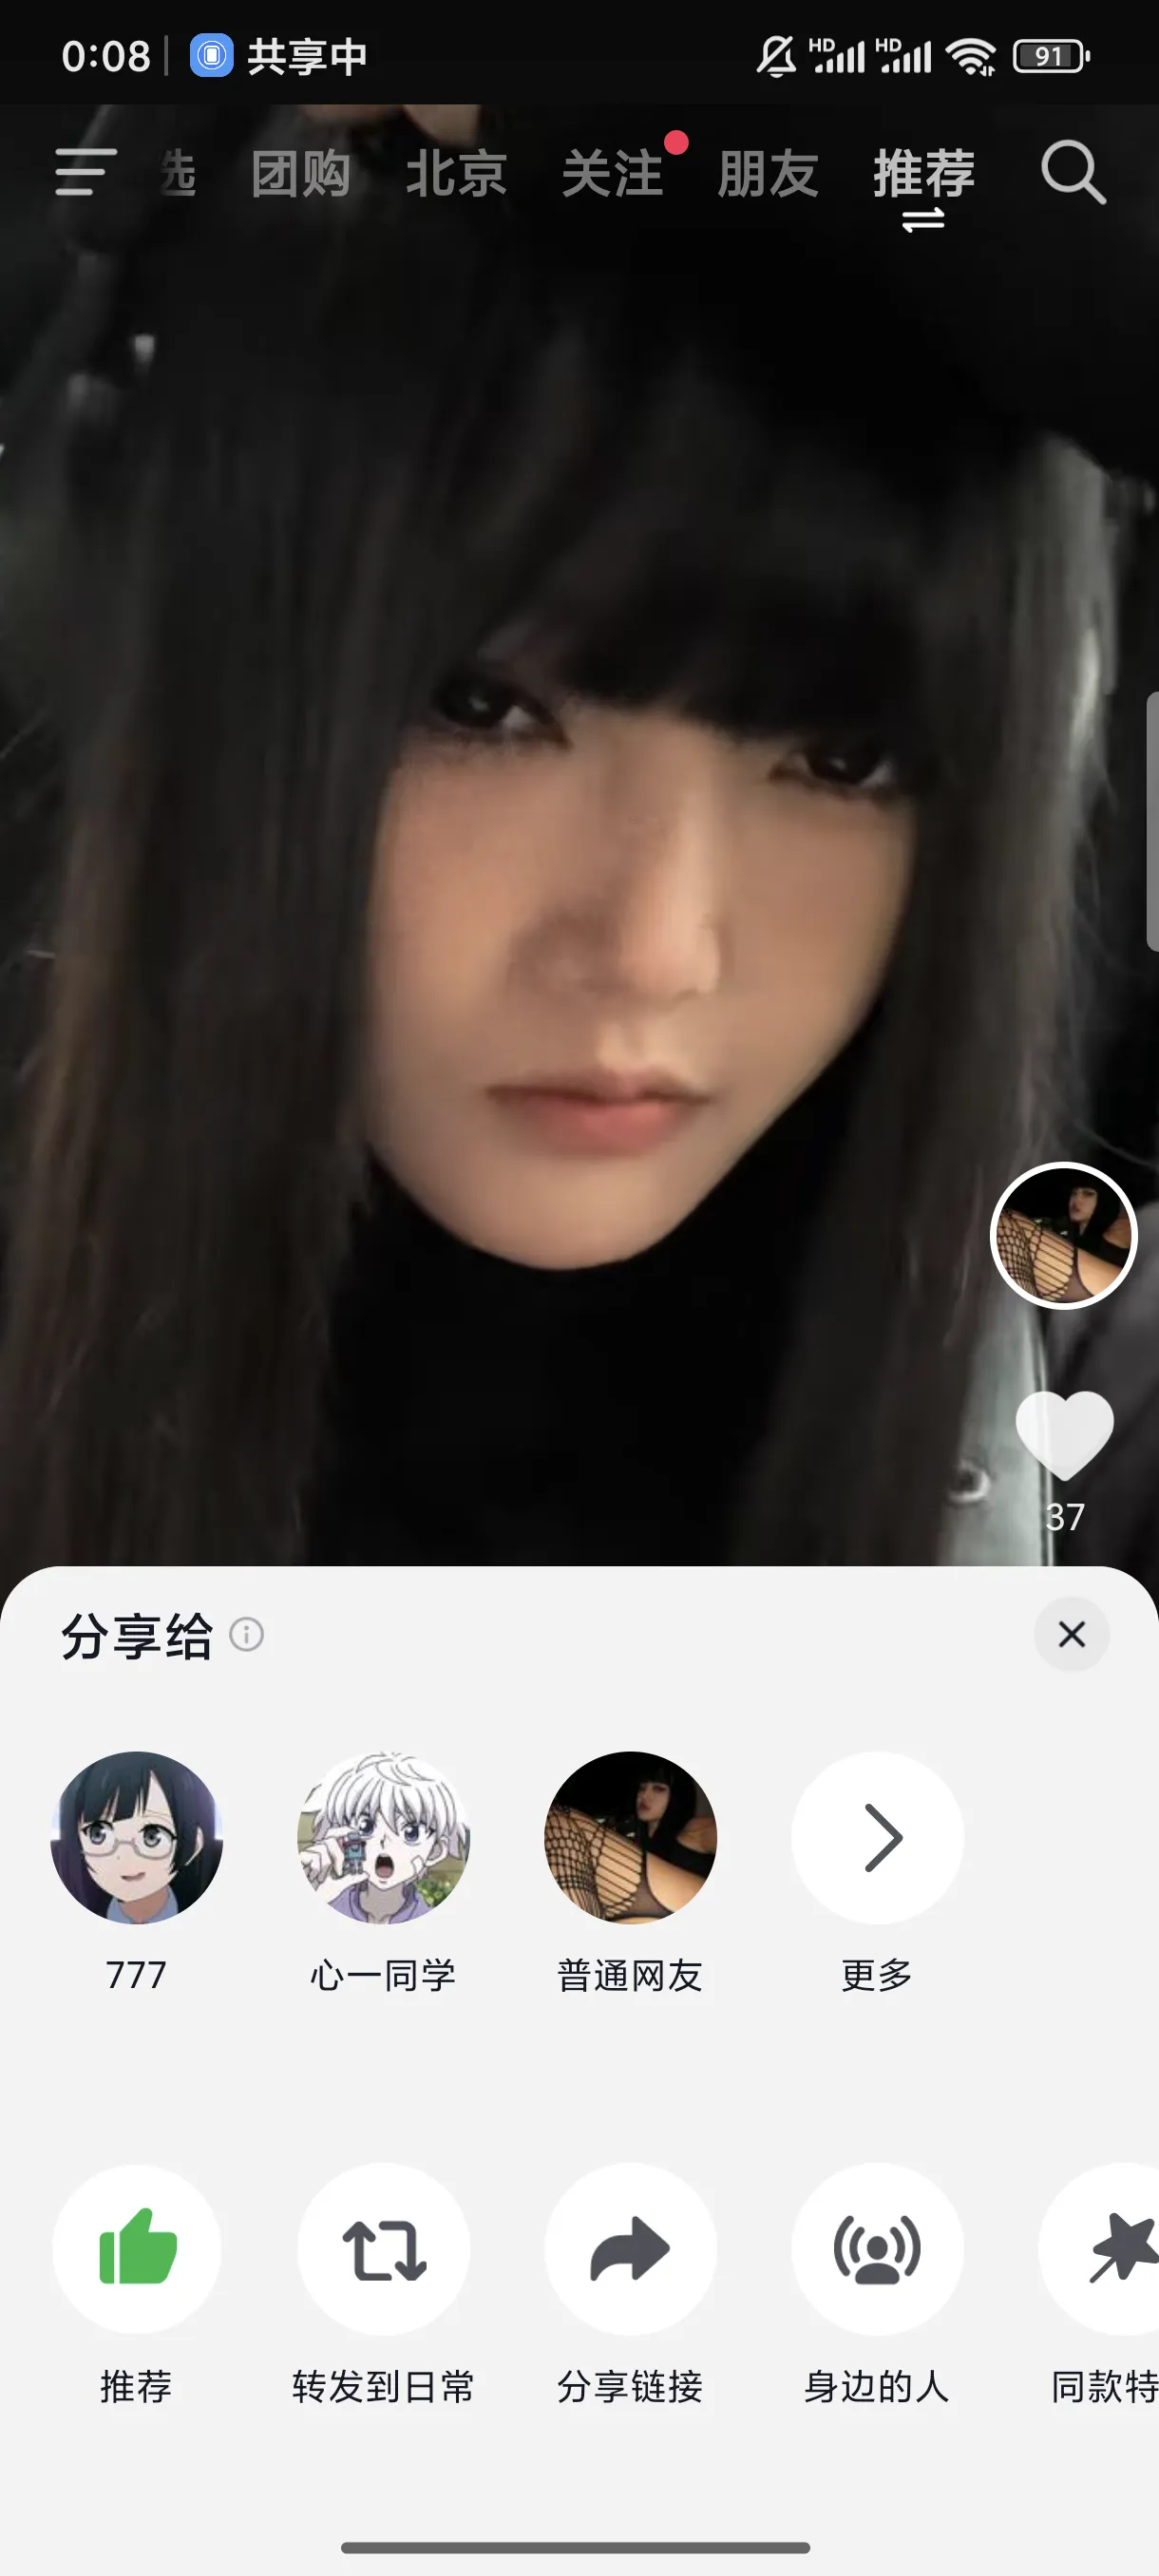 0:08 共享中 HD HD 91
选 团购 北京 关注 朋友 推荐
37
分享给
777 心一同学 普通网友 更多
推荐 转发到日常 分享链接 身边的人 同款特